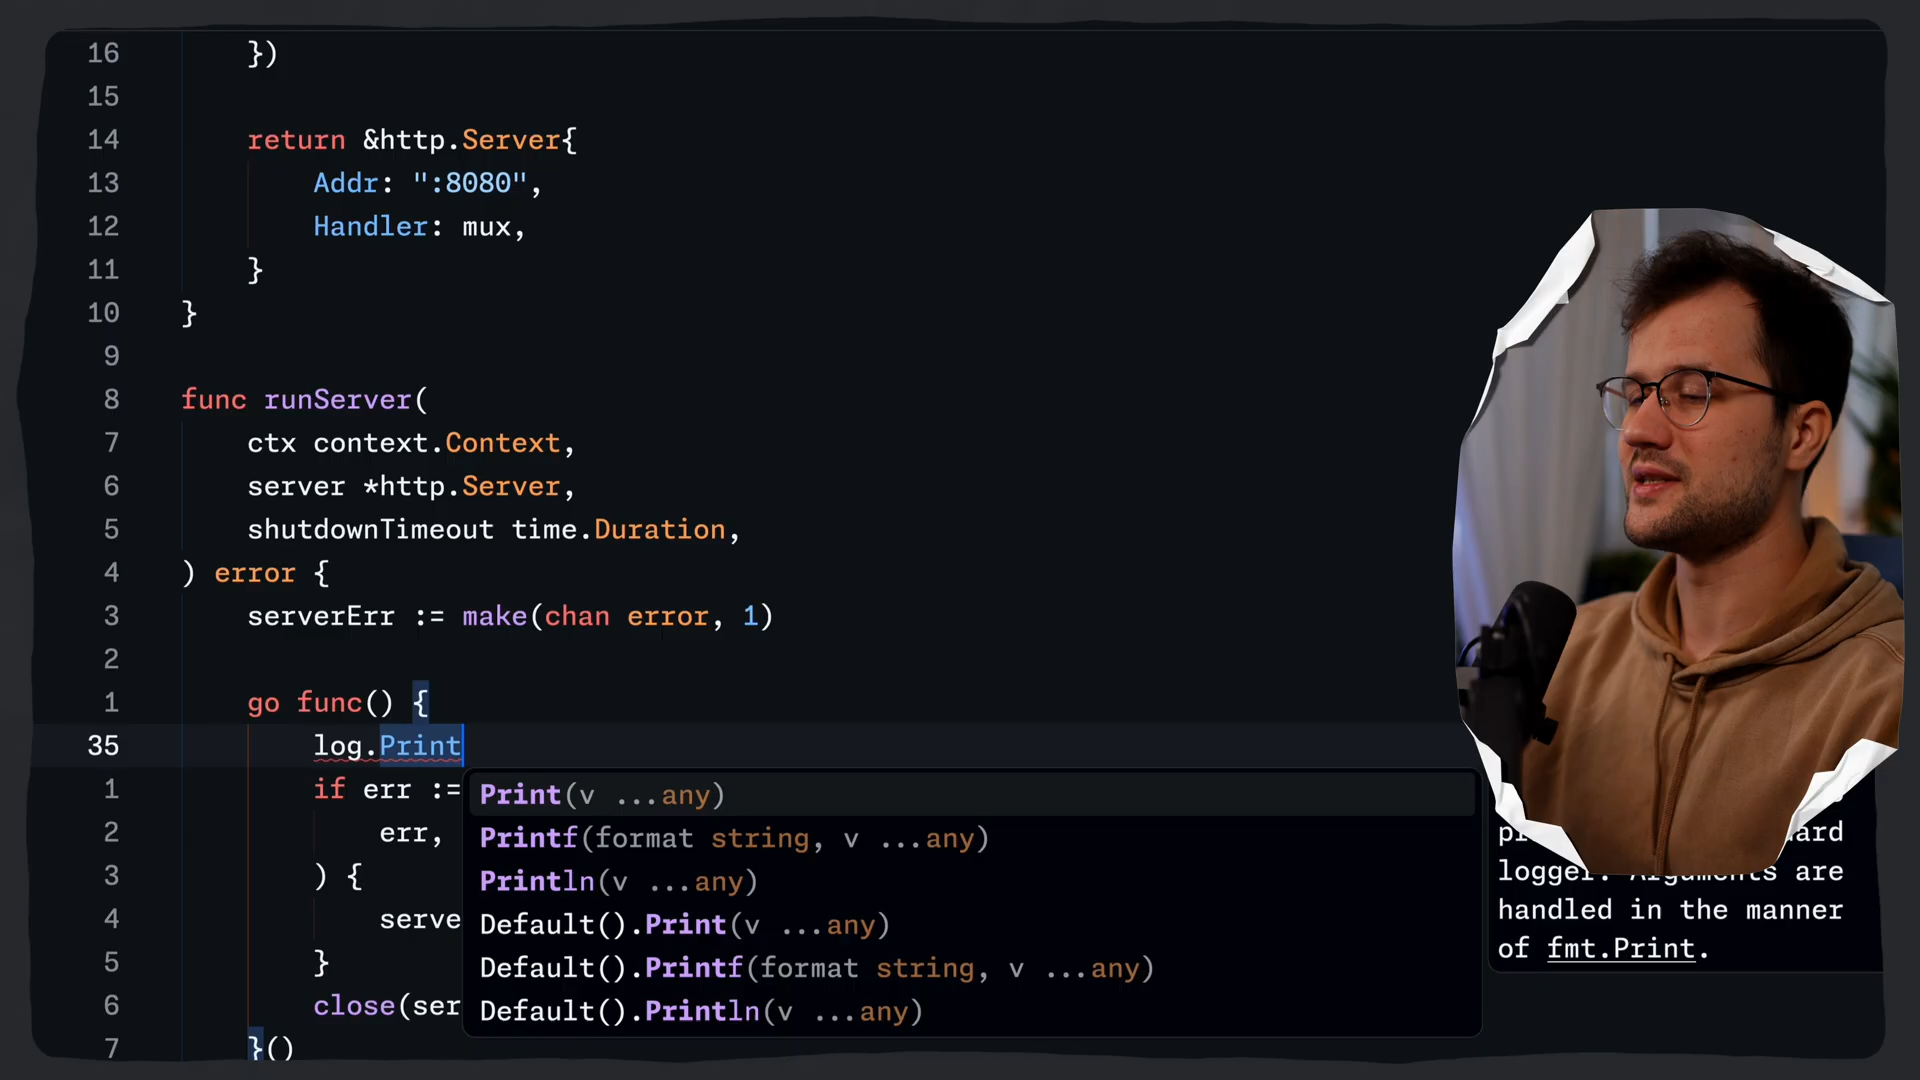 16 })
15
14 return &http.Server{
13 Addr: ":8080",
12 Handler: mux,
11 }
10 }
9
8 func runServer(
7 ctx context.Context,
6 server *http.Server,
5 shutdownTimeout time.Duration,
4 ) error {
3 serverErr := make(chan error, 1)
2
1 go func() {
35 log.Print
1 if err :=
2 err,
3 ) {
4 serve
5 }
6 close(ser
7 }()
Print(v ...any)
Printf(format string, v ...any)
Println(v ...any)
Default().Print(v ...any)
Default().Printf(format string, v ...any)
Default().Println(v ...any)
logger. Arguments are
handled in the manner
of fmt.Print.